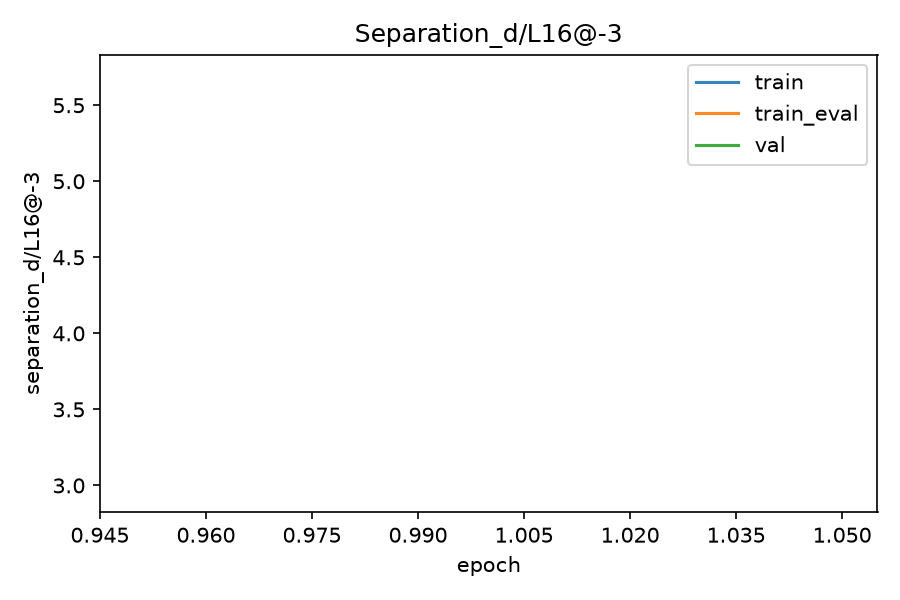 Separation_d/L16@-3
train
train_eval
val
separation_d/L16@-3
5.5
5.0
4.5
4.0
3.5
3.0
0.945 0.960 0.975 0.990 1.005 1.020 1.035 1.050
epoch